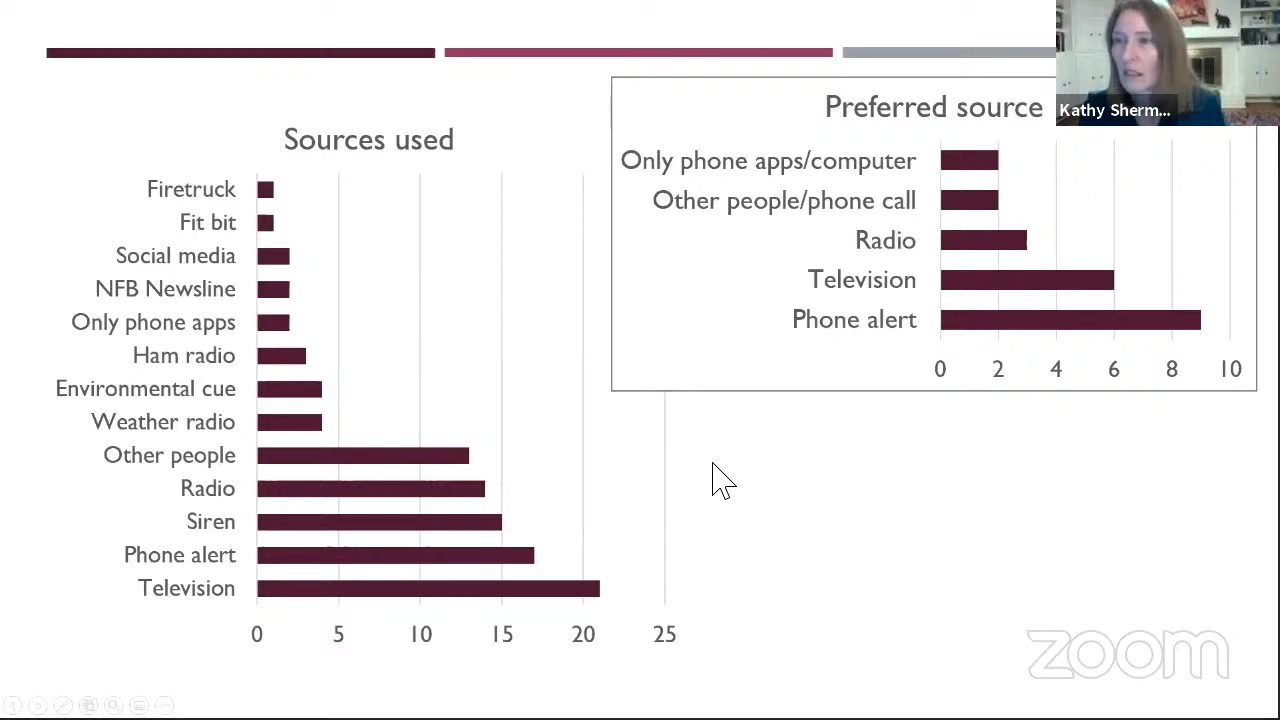 Kathy Sherm...
Sources used
Firetruck
Fit bit
Social media
NFB Newsline
Only phone apps
Ham radio
Environmental cue
Weather radio
Other people
Radio
Siren
Phone alert
Television
0 5 10 15 20 25
Preferred source
Only phone apps/computer
Other people/phone call
Radio
Television
Phone alert
0 2 4 6 8 10
zoom